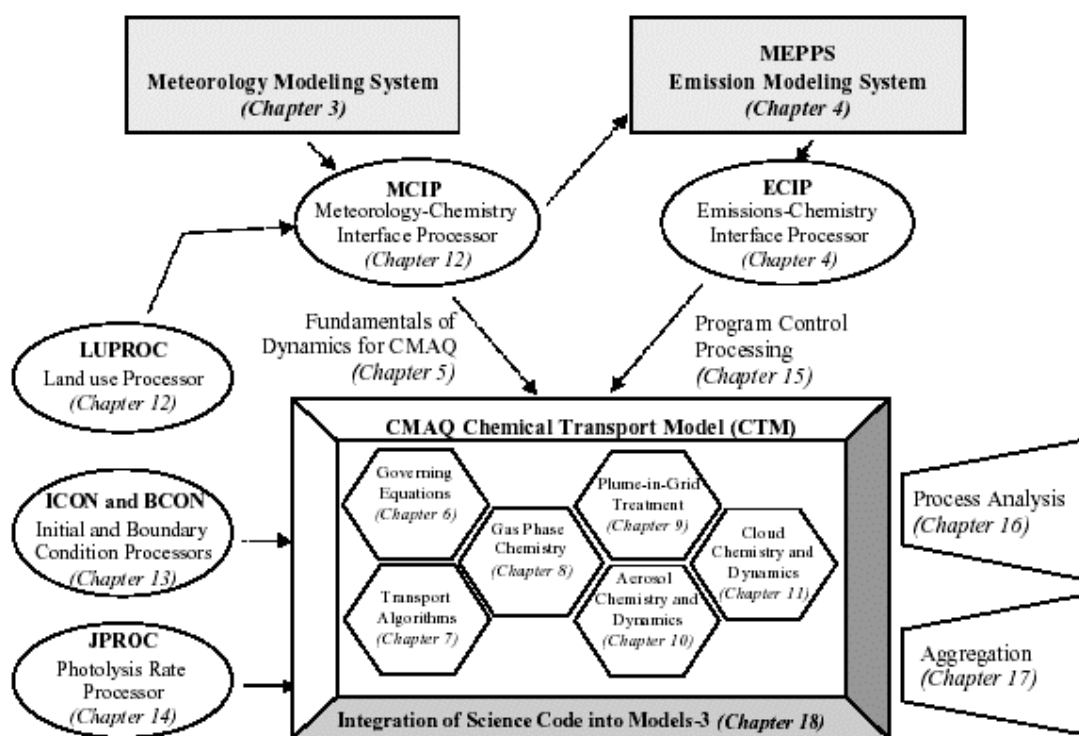 Meteorology Modeling System
(Chapter 3)
MEPPS
Emission Modeling System
(Chapter 4)
MCIP
Meteorology-Chemistry
Interface Processor
(Chapter 12)
ECIP
Emissions-Chemistry
Interface Processor
(Chapter 4)
LUPROC
Land use Processor
(Chapter 12)
Fundamentals of
Dynamics for CMAQ
(Chapter 5)
Program Control
Processing
(Chapter 15)
ICON and BCON
Initial and Boundary
Condition Processors
(Chapter 13)
JPROC
Photolysis Rate
Processor
(Chapter 14)
CMAQ Chemical Transport Model (CTM)
Governing
Equations
(Chapter 6)
Transport
Algorithms
(Chapter 7)
Gas Phase
Chemistry
(Chapter 8)
Plume-in-Grid
Treatment
(Chapter 9)
Aerosol
Chemistry and
Dynamics
(Chapter 10)
Cloud
Chemistry and
Dynamics
(Chapter 11)
Integration of Science Code into Models-3 (Chapter 18)
Process Analysis
(Chapter 16)
Aggregation
(Chapter 17)